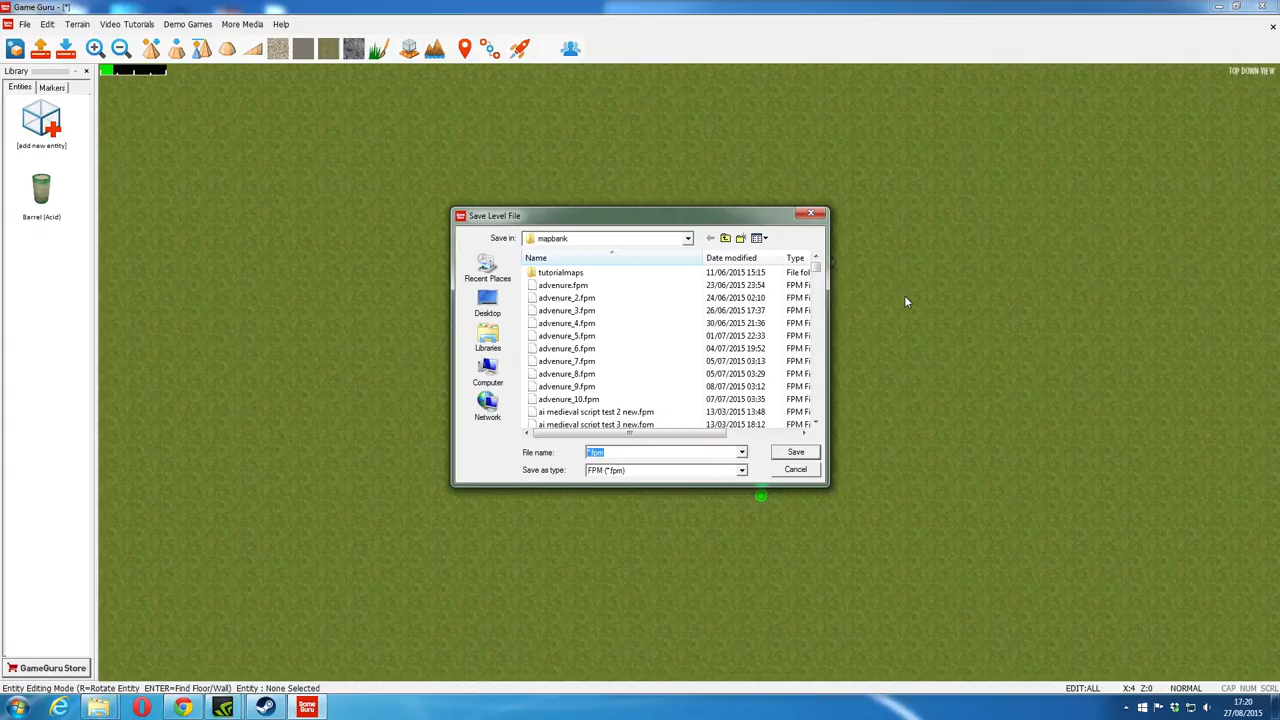 Game Guru - [*]
File Edit Terrain Video Tutorials Demo Games More Media Help
Library
Entities Markers
TOP DOWN VIEW
[add new entity]
Barrel (Acid)
Save Level File
Save in: mapbank
Name Date modified Type
tutorialmaps 11/06/2015 15:15 File fol
advenure.fpm 23/06/2015 23:54 FPM Fi
advenure_2.fpm 24/06/2015 02:10 FPM Fi
advenure_3.fpm 26/06/2015 17:37 FPM Fi
advenure_4.fpm 30/06/2015 21:36 FPM Fi
advenure_5.fpm 01/07/2015 22:33 FPM Fi
advenure_6.fpm 04/07/2015 19:52 FPM Fi
advenure_7.fpm 05/07/2015 03:13 FPM Fi
advenure_8.fpm 05/07/2015 03:29 FPM Fi
advenure_9.fpm 08/07/2015 03:12 FPM Fi
advenure_10.fpm 07/07/2015 03:35 FPM Fi
ai medieval script test 2 new.fpm 13/03/2015 13:48 FPM Fi
ai medieval script test 3 new.fpm 13/03/2015 18:12 FPM Fi
Recent Places
Desktop
Libraries
Computer
Network
File name: *.fpm Save
Save as type: FPM (*.fpm) Cancel
GameGuru Store
Entity Editing Mode (R=Rotate Entity ENTER=Find Floor/Wall) Entity : None Selected EDIT:ALL X:4 Z:0 NORMAL CAP NUM SCRL
Game Guru
17:20
27/08/2015